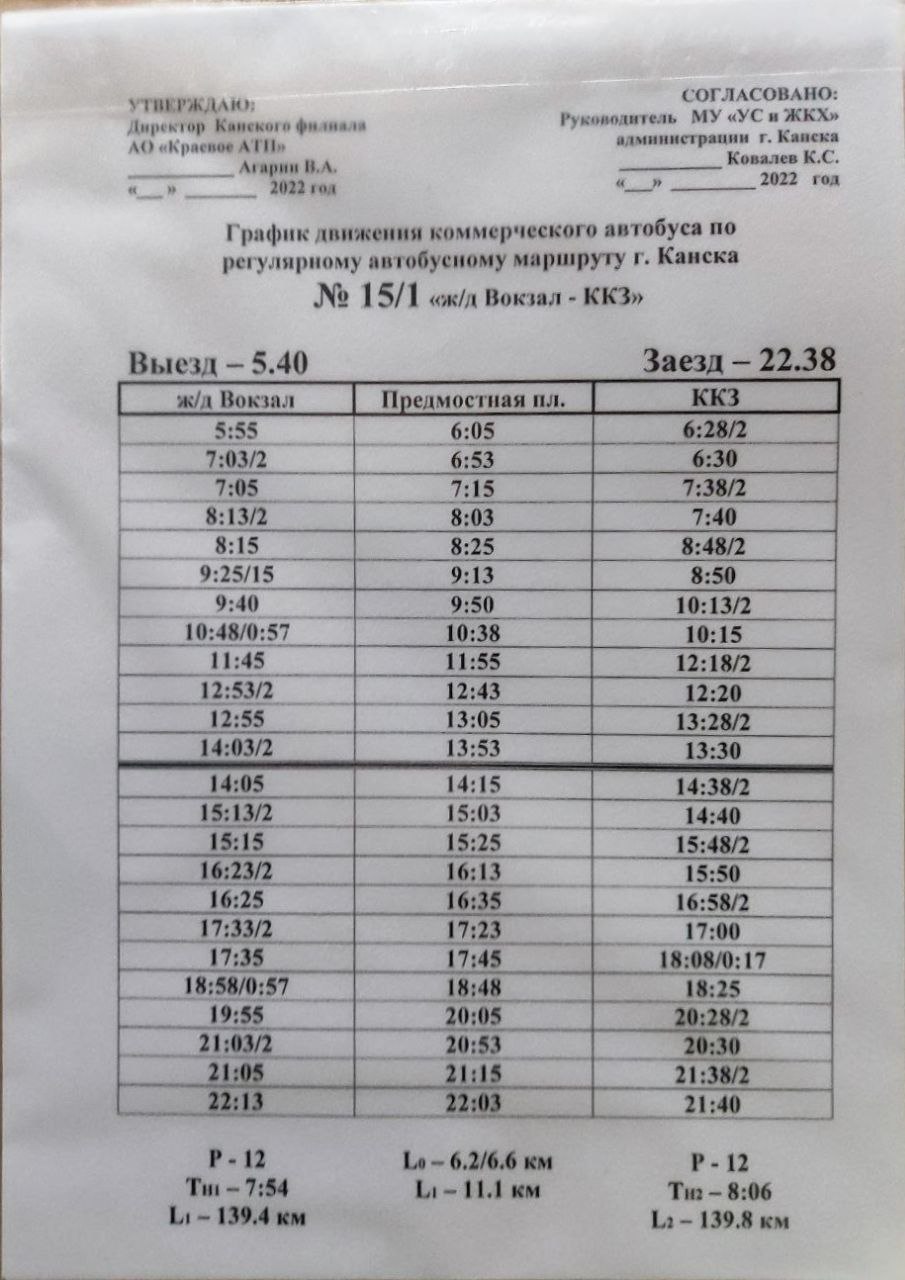 УТВЕРЖДАЮ:
Директор Канского филиала
АО «Краевое АТП»
____________ Агарин В.А.
«___» ________ 2022 год
СОГЛАСОВАНО:
Руководитель МУ «УС и ЖКХ»
администрации г. Канска
___________ Ковалев К.С.
«___» _________ 2022 год
График движения коммерческого автобуса по
регулярному автобусному маршруту г. Канска
№ 15/1 «ж/д Вокзал - ККЗ»
Выезд – 5.40 Заезд – 22.38
ж/д Вокзал Предмостная пл. ККЗ
5:55 6:05 6:28/2
7:03/2 6:53 6:30
7:05 7:15 7:38/2
8:13/2 8:03 7:40
8:15 8:25 8:48/2
9:25/15 9:13 8:50
9:40 9:50 10:13/2
10:48/0:57 10:38 10:15
11:45 11:55 12:18/2
12:53/2 12:43 12:20
12:55 13:05 13:28/2
14:03/2 13:53 13:30
14:05 14:15 14:38/2
15:13/2 15:03 14:40
15:15 15:25 15:48/2
16:23/2 16:13 15:50
16:25 16:35 16:58/2
17:33/2 17:23 17:00
17:35 17:45 18:08/0:17
18:58/0:57 18:48 18:25
19:55 20:05 20:28/2
21:03/2 20:53 20:30
21:05 21:15 21:38/2
22:13 22:03 21:40
Р - 12 L0 – 6.2/6.6 км Р - 12
Тн1 – 7:54 L1 – 11.1 км Тн2 – 8:06
L1 – 139.4 км L2 – 139.8 км